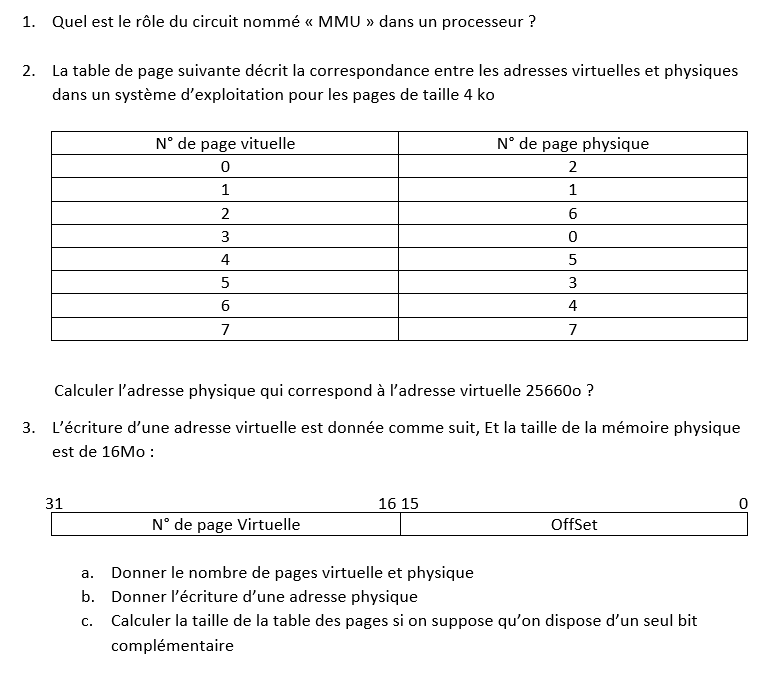 1. Quel est le rôle du circuit nommé « MMU » dans un processeur ?
2. La table de page suivante décrit la correspondance entre les adresses virtuelles et physiques
dans un système d’exploitation pour les pages de taille 4 ko
N° de page vituelle N° de page physique
0 2
1 1
2 6
3 0
4 5
5 3
6 4
7 7
Calculer l’adresse physique qui correspond à l’adresse virtuelle 25660o ?
3. L’écriture d’une adresse virtuelle est donnée comme suit, Et la taille de la mémoire physique
est de 16Mo :
31 16 15 0
N° de page Virtuelle OffSet
a. Donner le nombre de pages virtuelle et physique
b. Donner l’écriture d’une adresse physique
c. Calculer la taille de la table des pages si on suppose qu’on dispose d’un seul bit
complémentaire